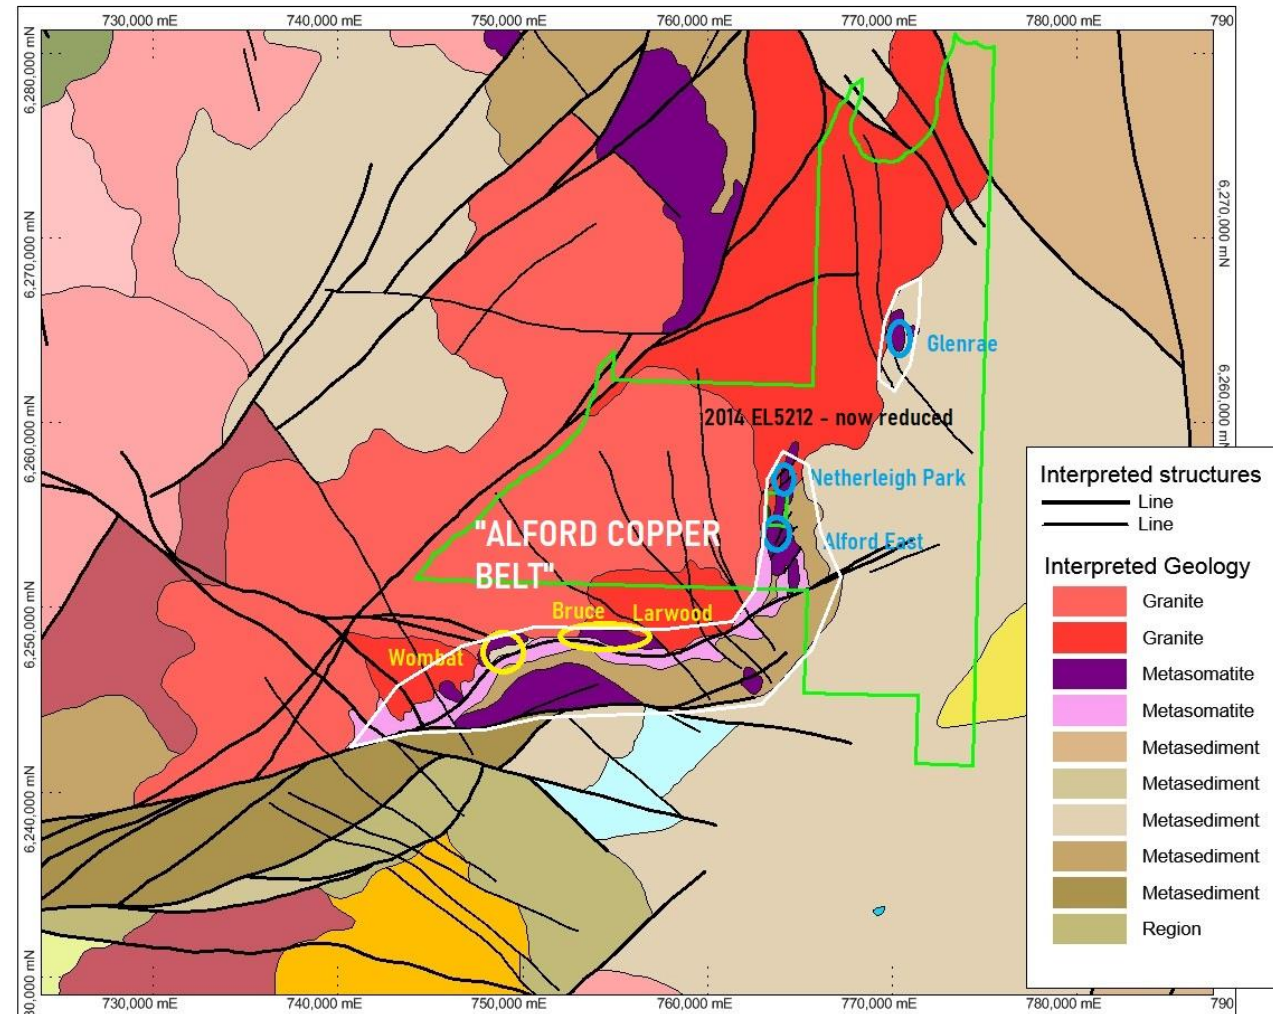 730,000 mE
740,000 mE
750,000 mE
760,000 mE
770,000 mE
780,000 mE
790
6,280,000 mN
6,270,000 mN
6,270,000 mN
6,260,000 mN
6,260,000 mN
6,250,000 mN
6,240,000 mN
30,000 mN
Glenrae
2014 EL5212 - now reduced
Netherleigh Park
Alford East
"ALFORD COPPER
BELT"
Bruce
Larwood
Wombat
Interpreted structures
Line
Line
Interpreted Geology
Granite
Granite
Metasomatite
Metasomatite
Metasediment
Metasediment
Metasediment
Metasediment
Metasediment
Region
730,000 mE
740,000 mE
750,000 mE
760,000 mE
770,000 mE
780,000 mE
790